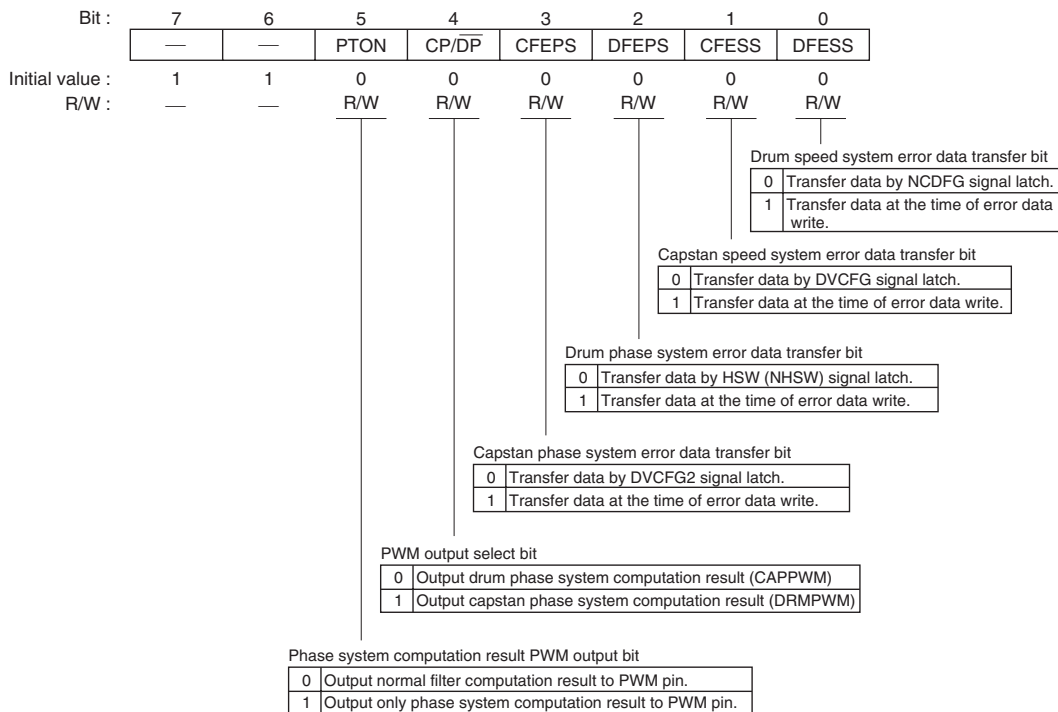 Bit : 7 6 5 4 3 2 1 0
— — PTON CP/D̅P̅ CFEPS DFEPS CFESS DFESS
Initial value : 1 1 0 0 0 0 0 0
R/W : — — R/W R/W R/W R/W R/W R/W
Drum speed system error data transfer bit
0 Transfer data by NCDFG signal latch.
1 Transfer data at the time of error data
write.
Capstan speed system error data transfer bit
0 Transfer data by DVCFG signal latch.
1 Transfer data at the time of error data write.
Drum phase system error data transfer bit
0 Transfer data by HSW (NHSW) signal latch.
1 Transfer data at the time of error data write.
Capstan phase system error data transfer bit
0 Transfer data by DVCFG2 signal latch.
1 Transfer data at the time of error data write.
PWM output select bit
0 Output drum phase system computation result (CAPPWM)
1 Output capstan phase system computation result (DRMPWM)
Phase system computation result PWM output bit
0 Output normal filter computation result to PWM pin.
1 Output only phase system computation result to PWM pin.